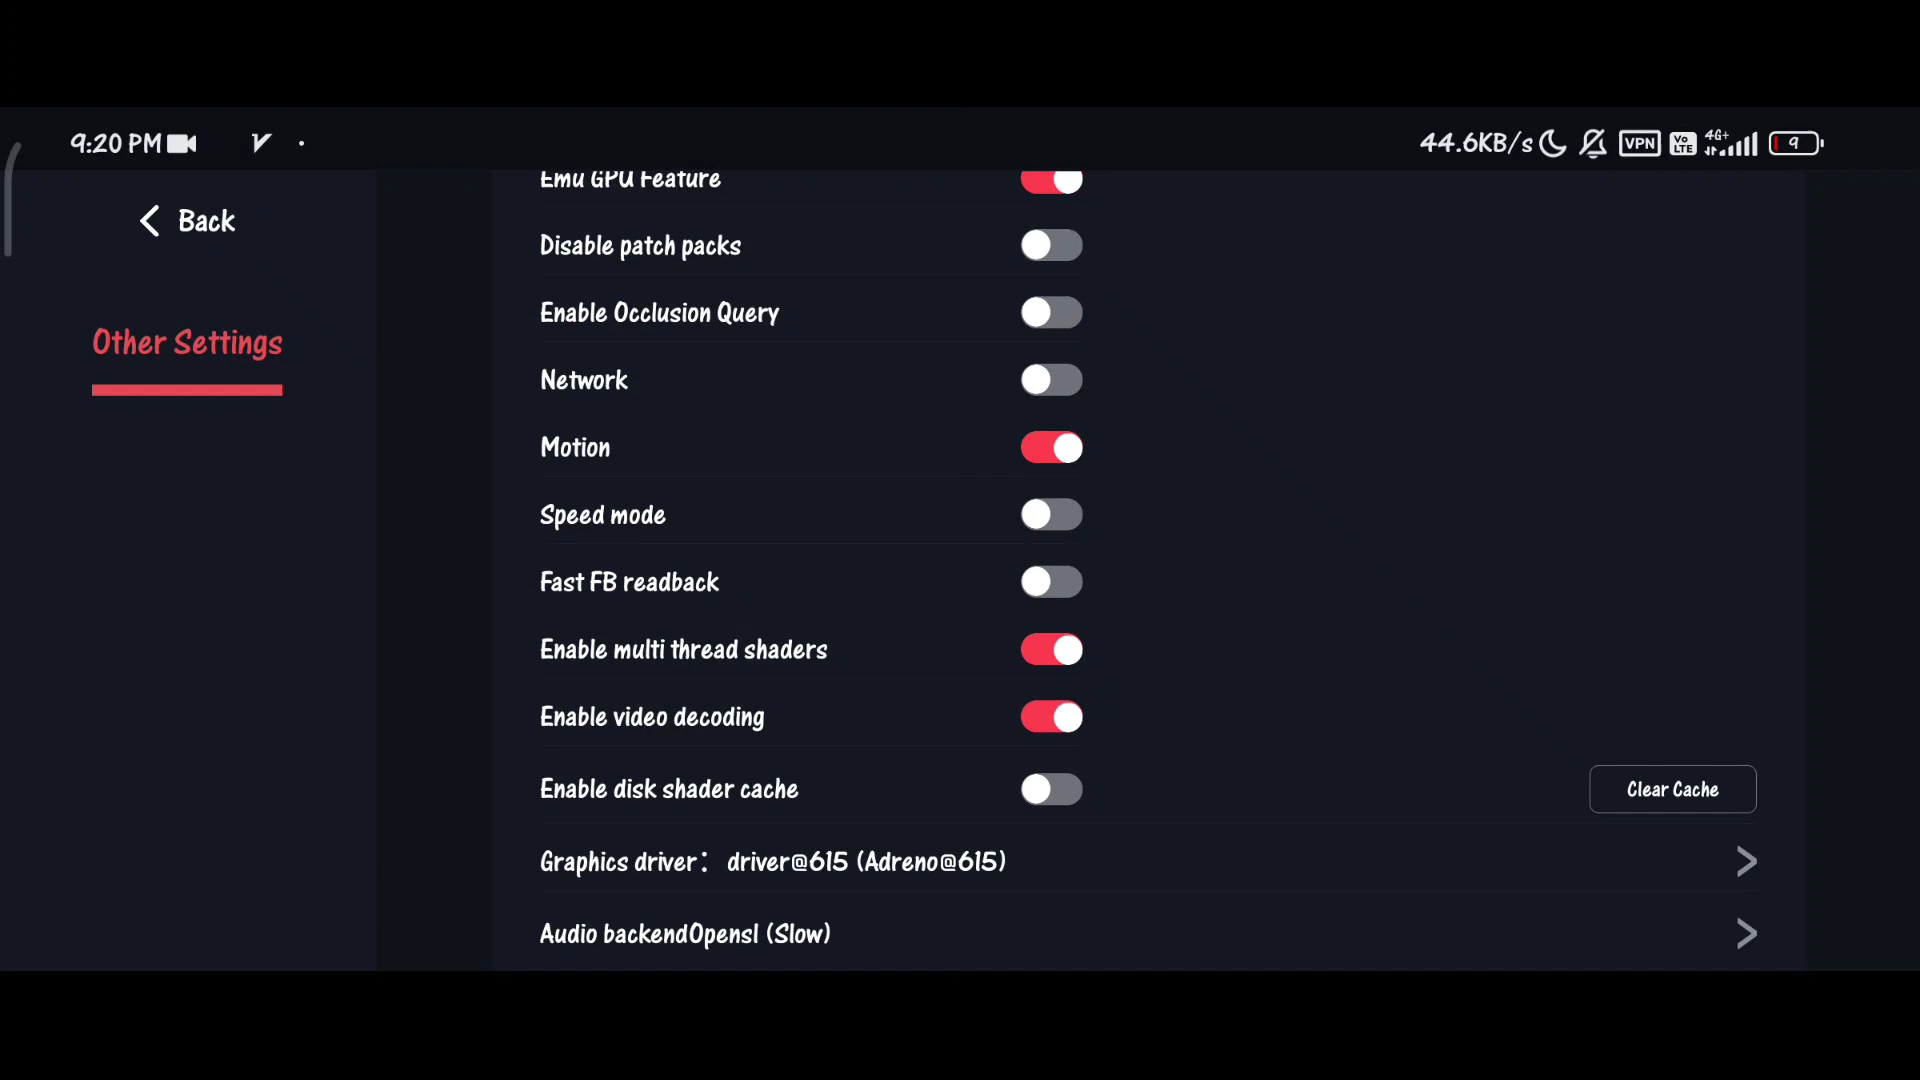 9:20 PM
44.6KB/s VPN Vo LTE 4G+ 9
Back
Other Settings
Emu GPU Feature
Disable patch packs
Enable Occlusion Query
Network
Motion
Speed mode
Fast FB readback
Enable multi thread shaders
Enable video decoding
Enable disk shader cache
Clear Cache
Graphics driver： driver@615 (Adreno@615)
Audio backendOpensl (Slow)